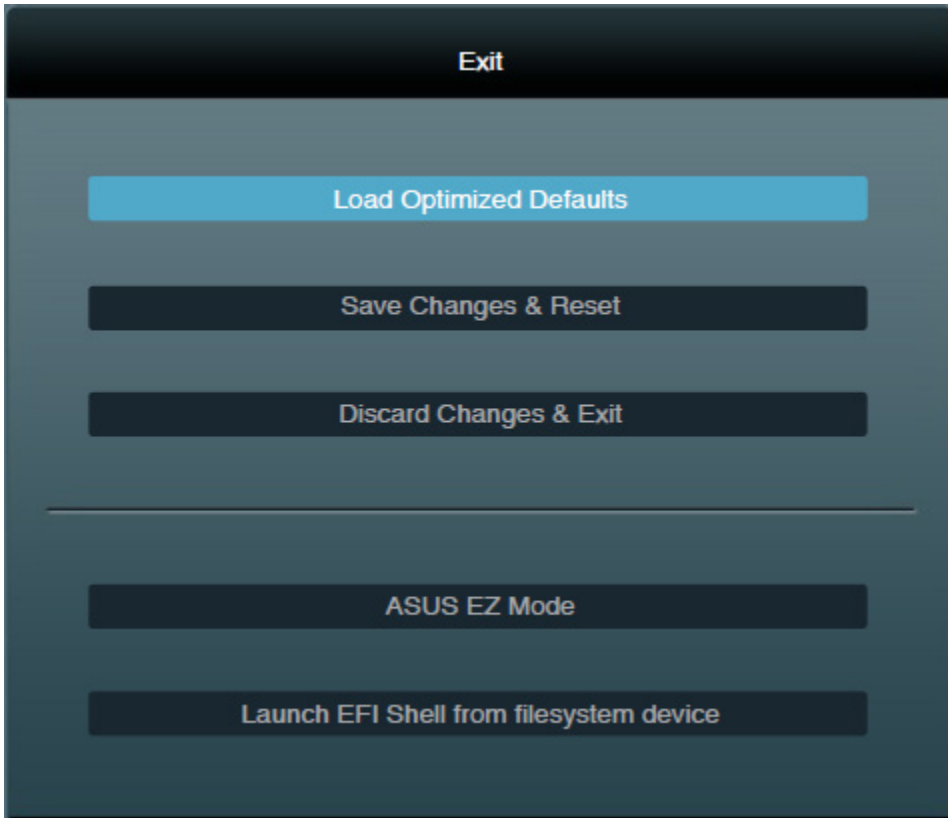 Exit
Load Optimized Defaults
Save Changes & Reset
Discard Changes & Exit
ASUS EZ Mode
Launch EFI Shell from filesystem device